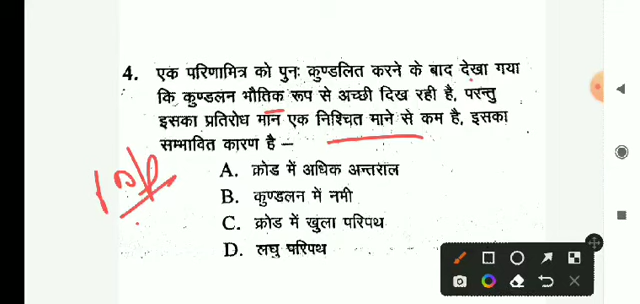 4. एक परिणामित्र को पुनः कुण्डलित करने के बाद देखा गया
कि कुण्डलन भौतिक रूप से अच्छी दिख रही है, परन्तु
इसका प्रतिरोध मान एक निश्चित माने से कम है, इसका
सम्भावित कारण है –
A. क्रोड में अधिक अन्तराल
B. कुण्डलन में नमी
C. क्रोड में खुला परिपथ
D. लघु परिपथ